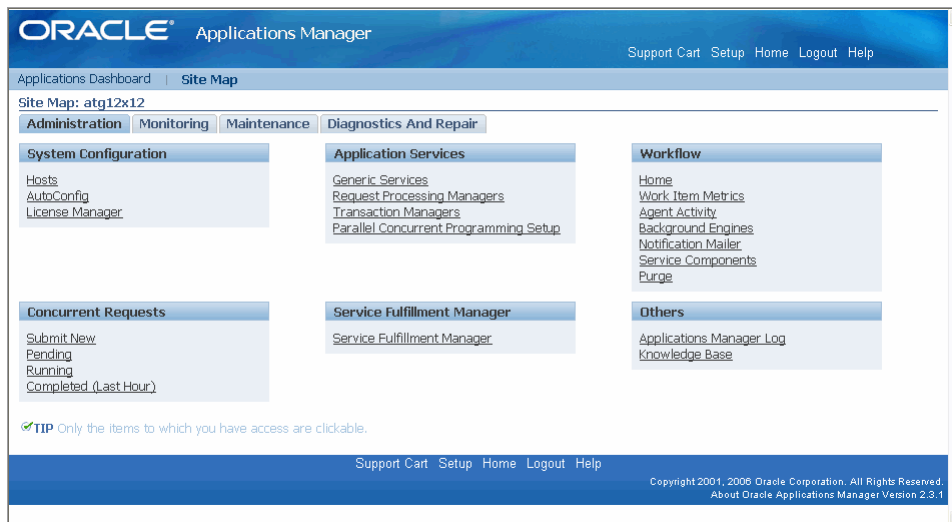 ORACLE® Applications Manager
Support Cart Setup Home Logout Help
Applications Dashboard | Site Map
Site Map: atg12x12
Administration Monitoring Maintenance Diagnostics And Repair
System Configuration
Hosts
AutoConfig
License Manager
Application Services
Generic Services
Request Processing Managers
Transaction Managers
Parallel Concurrent Programming Setup
Workflow
Home
Work Item Metrics
Agent Activity
Background Engines
Notification Mailer
Service Components
Purge
Concurrent Requests
Submit New
Pending
Running
Completed (Last Hour)
Service Fulfillment Manager
Service Fulfillment Manager
Others
Applications Manager Log
Knowledge Base
TIP Only the items to which you have access are clickable.
Support Cart Setup Home Logout Help
Copyright 2001, 2006 Oracle Corporation. All Rights Reserved.
About Oracle Applications Manager Version 2.3.1